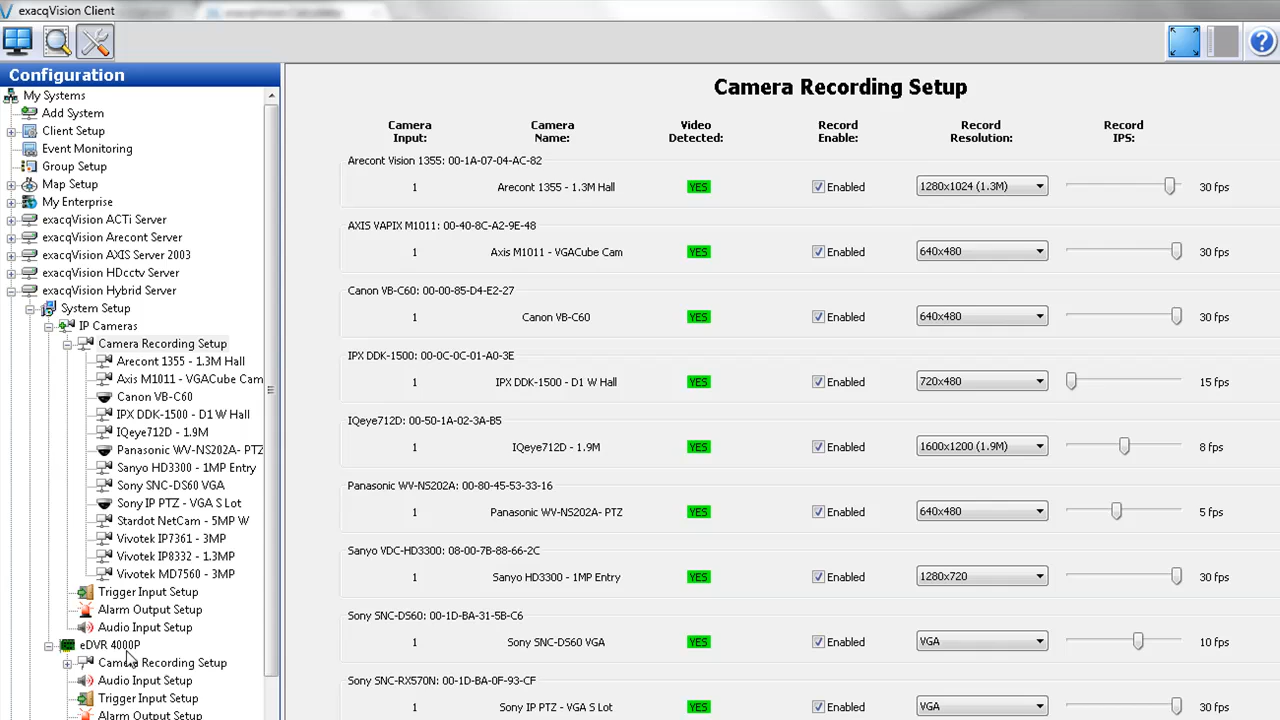 exacqVision Client
Configuration
My Systems
Add System
Client Setup
Event Monitoring
Group Setup
Map Setup
My Enterprise
exacqVision ACTi Server
exacqVision Arecont Server
exacqVision AXIS Server 2003
exacqVision HDcctv Server
exacqVision Hybrid Server
System Setup
IP Cameras
Camera Recording Setup
Arecont 1355 - 1.3M Hall
Axis M1011 - VGACube Cam
Canon VB-C60
IPX DDK-1500 - D1 W Hall
IQeye712D - 1.9M
Panasonic WV-NS202A- PTZ
Sanyo HD3300 - 1MP Entry
Sony SNC-DS60 VGA
Sony IP PTZ - VGA S Lot
Stardot NetCam - 5MP W
Vivotek IP7361 - 3MP
Vivotek IP8332 - 1.3MP
Vivotek MD7560 - 3MP
Trigger Input Setup
Alarm Output Setup
Audio Input Setup
eDVR 4000P
Camera Recording Setup
Audio Input Setup
Trigger Input Setup
Alarm Output Setup
Camera Recording Setup
Camera Input: Camera Name: Video Detected: Record Enable: Record Resolution: Record IPS:
Arecont Vision 1355: 00-1A-07-04-AC-82
1 Arecont 1355 - 1.3M Hall YES Enabled 1280x1024 (1.3M) 30 fps
AXIS VAPIX M1011: 00-40-8C-A2-9E-48
1 Axis M1011 - VGACube Cam YES Enabled 640x480 30 fps
Canon VB-C60: 00-00-85-D4-E2-27
1 Canon VB-C60 YES Enabled 640x480 30 fps
IPX DDK-1500: 00-0C-0C-01-A0-3E
1 IPX DDK-1500 - D1 W Hall YES Enabled 720x480 15 fps
IQeye712D: 00-50-1A-02-3A-B5
1 IQeye712D - 1.9M YES Enabled 1600x1200 (1.9M) 8 fps
Panasonic WV-NS202A: 00-80-45-53-33-16
1 Panasonic WV-NS202A- PTZ YES Enabled 640x480 5 fps
Sanyo VDC-HD3300: 08-00-7B-88-66-2C
1 Sanyo HD3300 - 1MP Entry YES Enabled 1280x720 30 fps
Sony SNC-DS60: 00-1D-BA-31-5B-C6
1 Sony SNC-DS60 VGA YES Enabled VGA 10 fps
Sony SNC-RX570N: 00-1D-BA-0F-93-CF
1 Sony IP PTZ - VGA S Lot YES Enabled VGA 30 fps